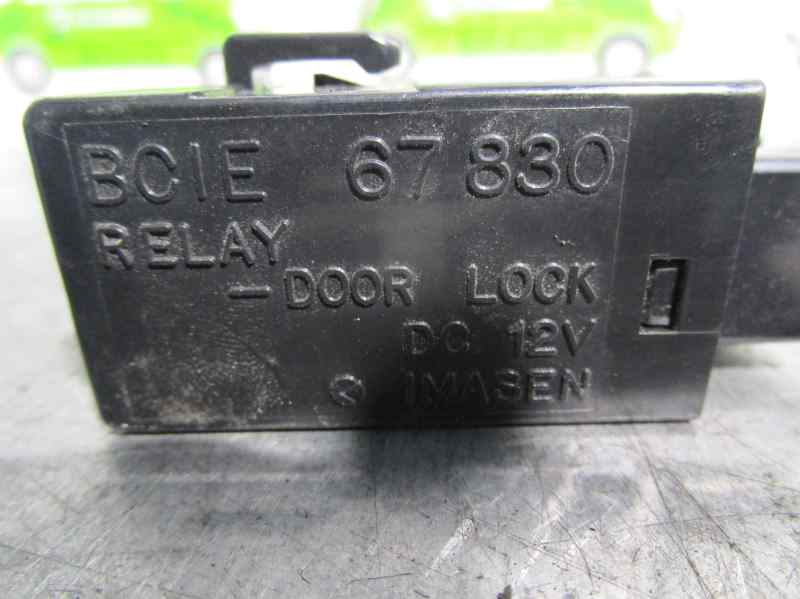 BC1E 67 830
RELAY
-DOOR LOCK
DC 12V
IMASEN